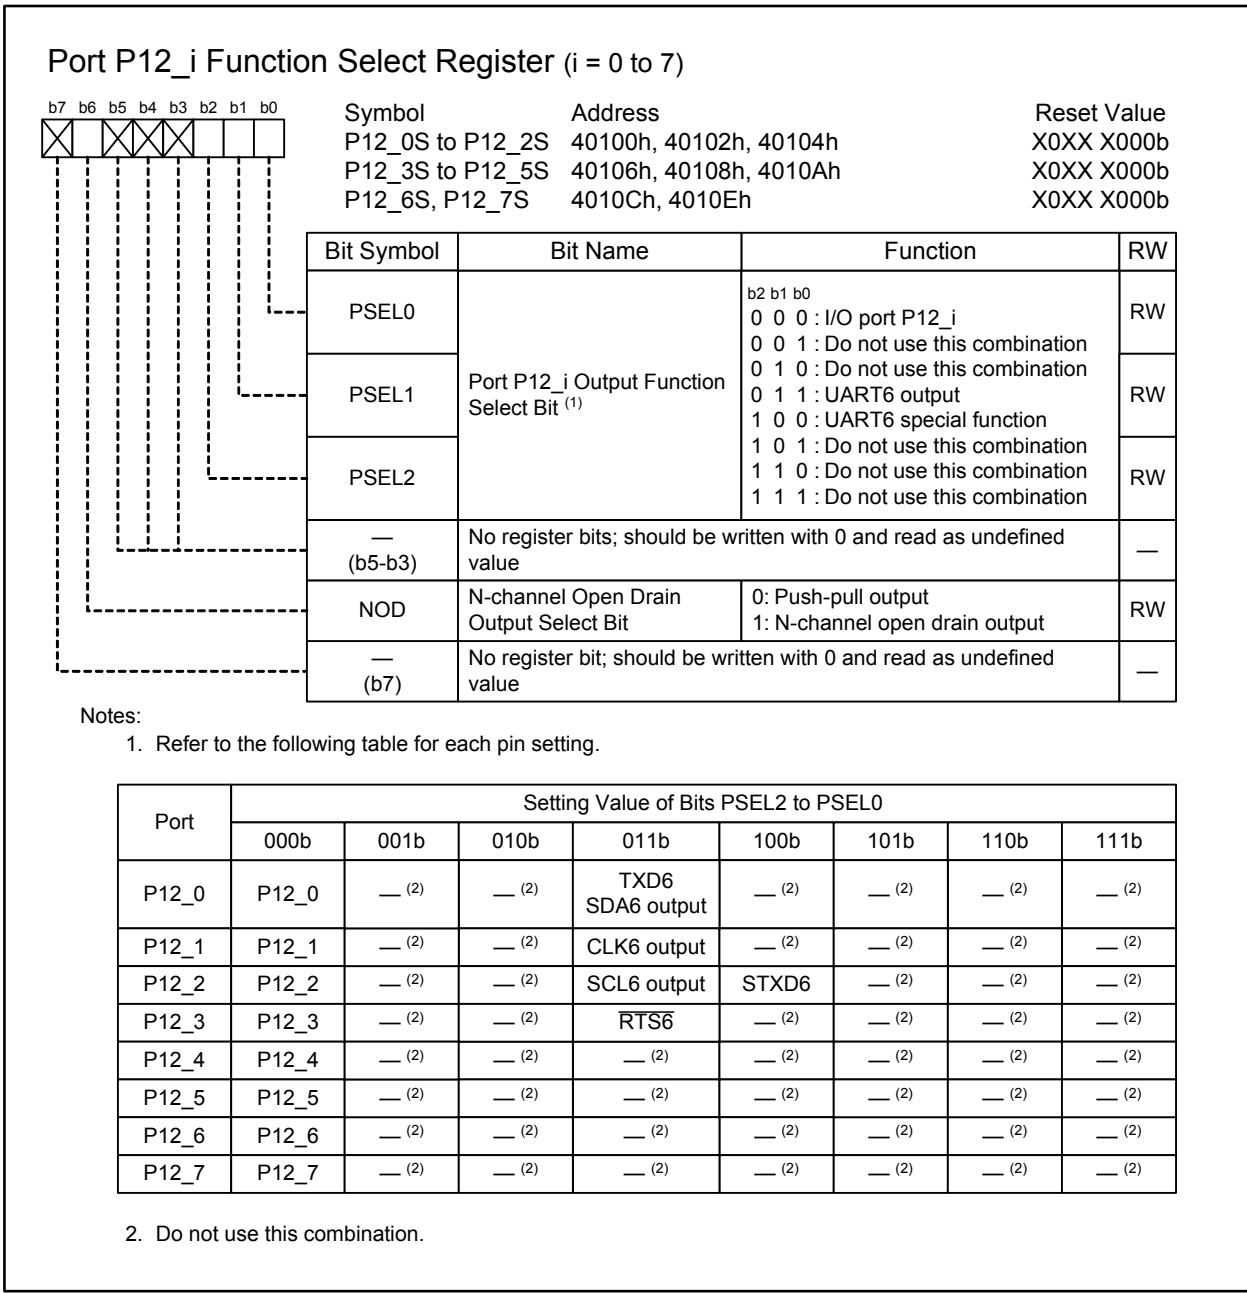 Port P12_i Function Select Register (i = 0 to 7)
b7 b6 b5 b4 b3 b2 b1 b0
Symbol Address Reset Value
P12_0S to P12_2S 40100h, 40102h, 40104h X0XX X000b
P12_3S to P12_5S 40106h, 40108h, 4010Ah X0XX X000b
P12_6S, P12_7S 4010Ch, 4010Eh X0XX X000b
Bit Symbol Bit Name Function RW
PSEL0 RW
PSEL1 RW
PSEL2 RW
Port P12_i Output Function
Select Bit (1)
b2 b1 b0
0 0 0 : I/O port P12_i
0 0 1 : Do not use this combination
0 1 0 : Do not use this combination
0 1 1 : UART6 output
1 0 0 : UART6 special function
1 0 1 : Do not use this combination
1 1 0 : Do not use this combination
1 1 1 : Do not use this combination
—
(b5-b3)
No register bits; should be written with 0 and read as undefined
value
—
NOD
N-channel Open Drain
Output Select Bit
0: Push-pull output
1: N-channel open drain output
RW
—
(b7)
No register bit; should be written with 0 and read as undefined
value
—
Notes:
1. Refer to the following table for each pin setting.
Port Setting Value of Bits PSEL2 to PSEL0
000b 001b 010b 011b 100b 101b 110b 111b
P12_0 P12_0 — (2) — (2) TXD6
SDA6 output — (2) — (2) — (2) — (2)
P12_1 P12_1 — (2) — (2) CLK6 output — (2) — (2) — (2) — (2)
P12_2 P12_2 — (2) — (2) SCL6 output STXD6 — (2) — (2) — (2)
P12_3 P12_3 — (2) — (2) R̅T̅S̅6̅ — (2) — (2) — (2) — (2)
P12_4 P12_4 — (2) — (2) — (2) — (2) — (2) — (2) — (2)
P12_5 P12_5 — (2) — (2) — (2) — (2) — (2) — (2) — (2)
P12_6 P12_6 — (2) — (2) — (2) — (2) — (2) — (2) — (2)
P12_7 P12_7 — (2) — (2) — (2) — (2) — (2) — (2) — (2)
2. Do not use this combination.